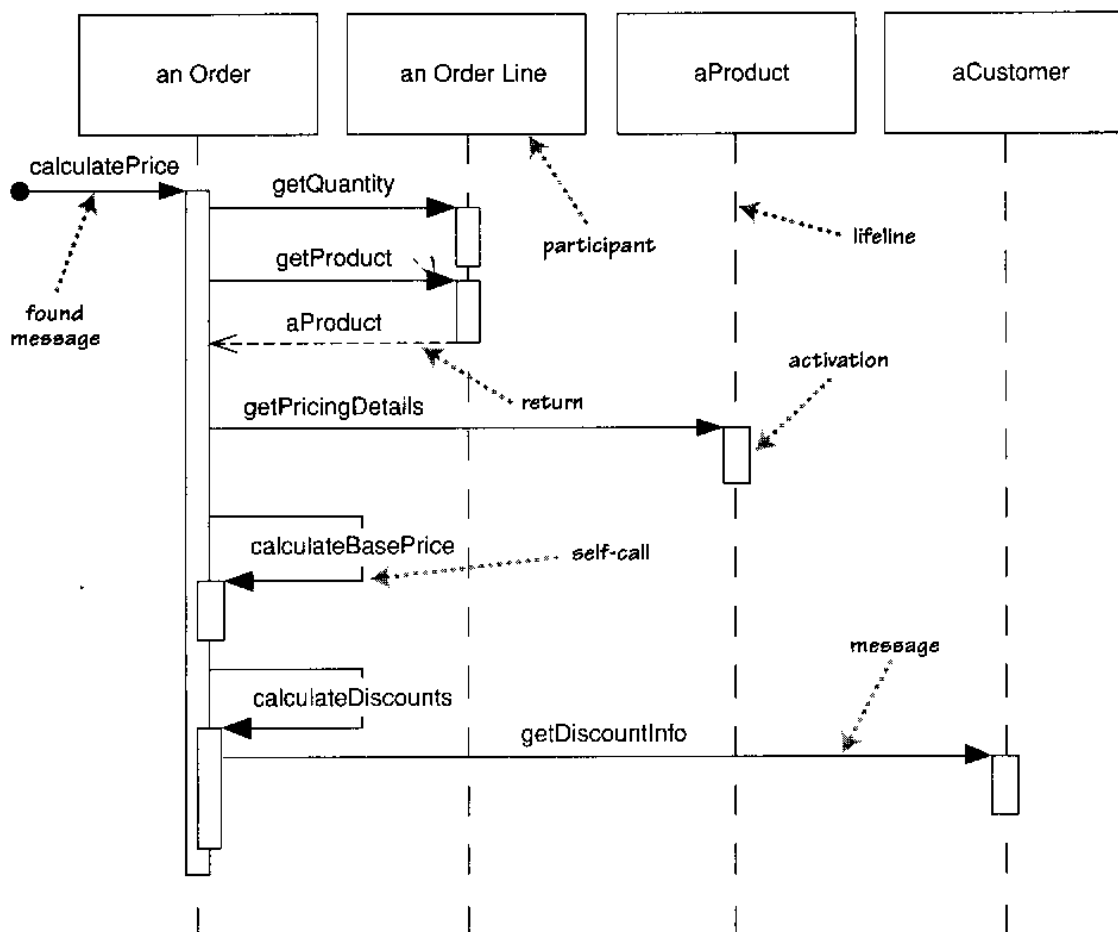 an Order
an Order Line
aProduct
aCustomer
calculatePrice
getQuantity
participant
lifeline
getProduct
found
message
aProduct
activation
return
getPricingDetails
calculateBasePrice
self-call
message
calculateDiscounts
getDiscountInfo